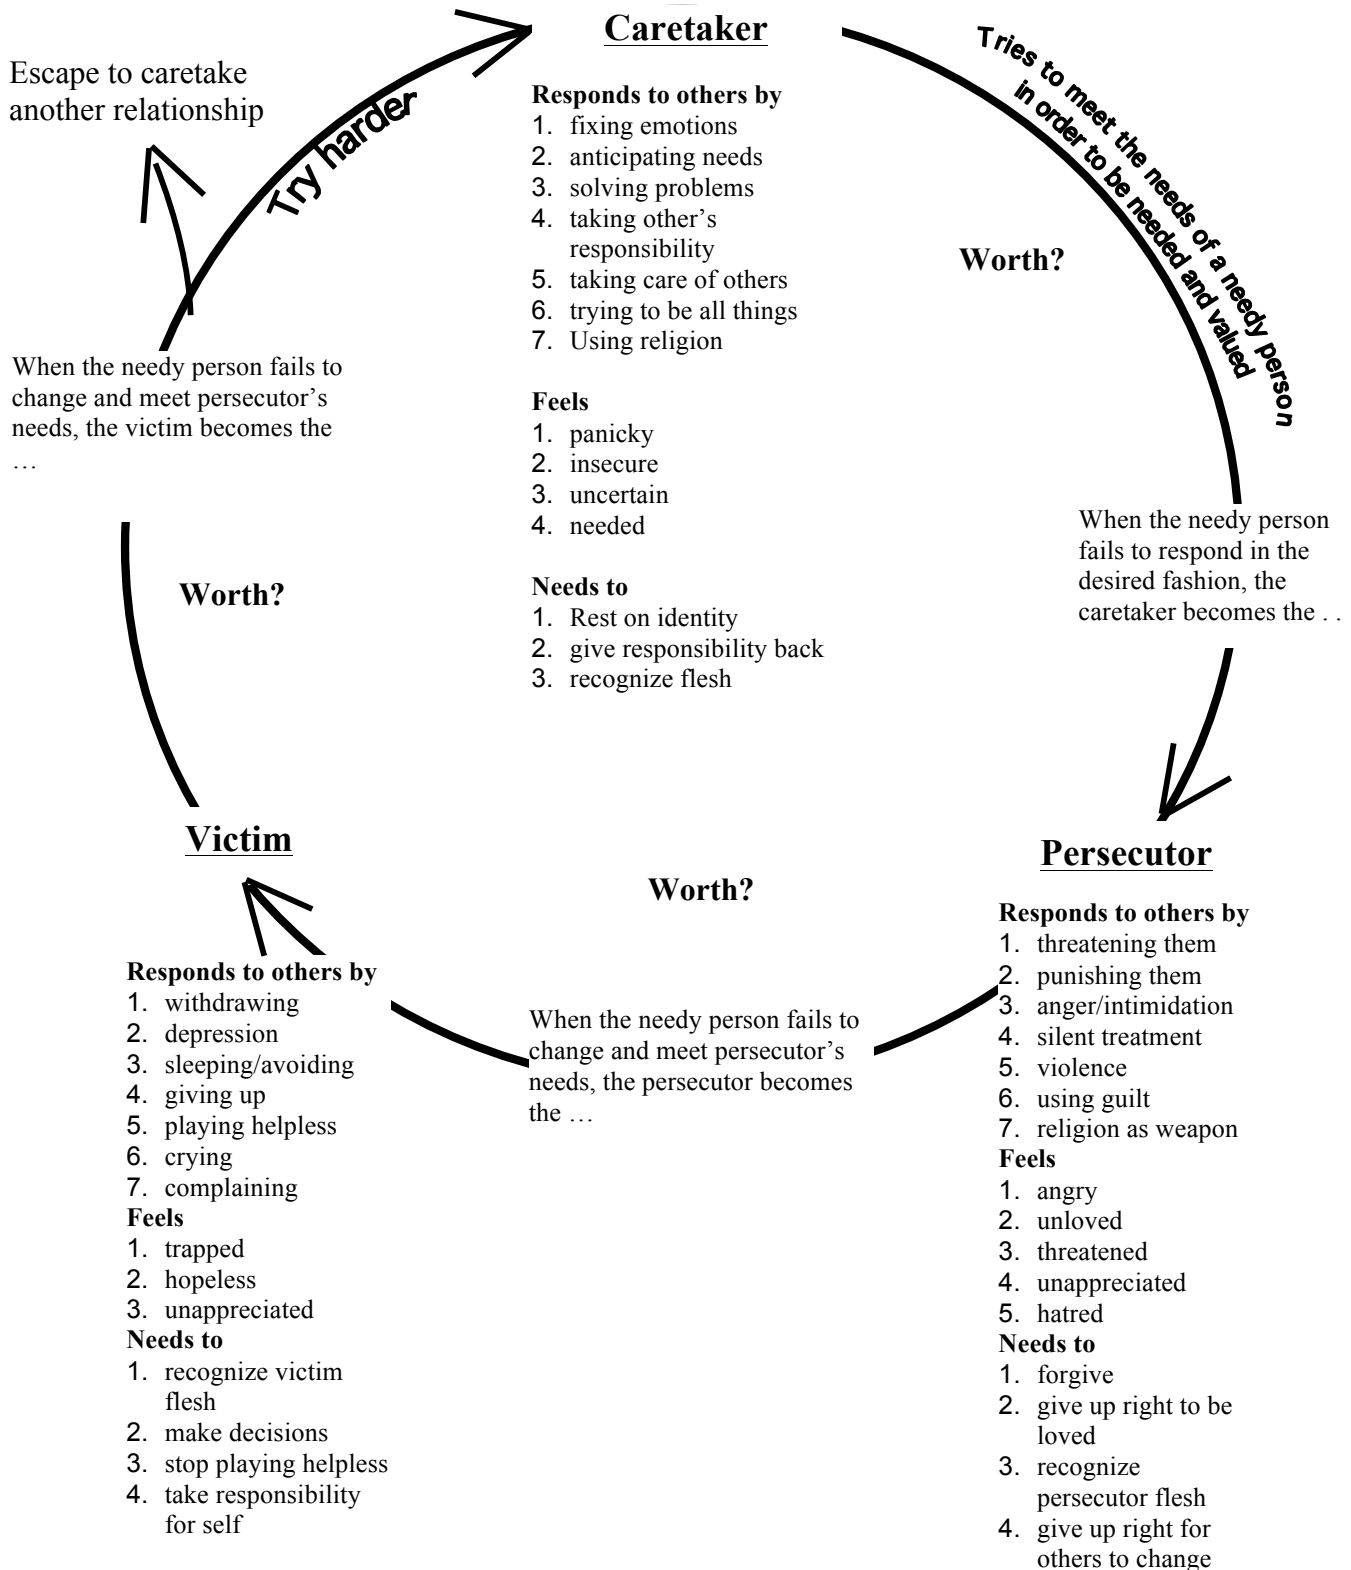 Caretaker
Escape to caretake
another relationship
Try harder
Tries to meet the needs of a needy person
in order to be needed and valued
Responds to others by
1. fixing emotions
2. anticipating needs
3. solving problems
4. taking other’s
responsibility
5. taking care of others
6. trying to be all things
7. Using religion
Worth?
Feels
1. panicky
2. insecure
3. uncertain
4. needed
Needs to
1. Rest on identity
2. give responsibility back
3. recognize flesh
When the needy person fails to
change and meet persecutor’s
needs, the victim becomes the
…
Worth?
When the needy person
fails to respond in the
desired fashion, the
caretaker becomes the . .
Victim
Responds to others by
1. withdrawing
2. depression
3. sleeping/avoiding
4. giving up
5. playing helpless
6. crying
7. complaining
Feels
1. trapped
2. hopeless
3. unappreciated
Needs to
1. recognize victim
flesh
2. make decisions
3. stop playing helpless
4. take responsibility
for self
Worth?
When the needy person fails to
change and meet persecutor’s
needs, the persecutor becomes
the …
Persecutor
Responds to others by
1. threatening them
2. punishing them
3. anger/intimidation
4. silent treatment
5. violence
6. using guilt
7. religion as weapon
Feels
1. angry
2. unloved
3. threatened
4. unappreciated
5. hatred
Needs to
1. forgive
2. give up right to be
loved
3. recognize
persecutor flesh
4. give up right for
others to change